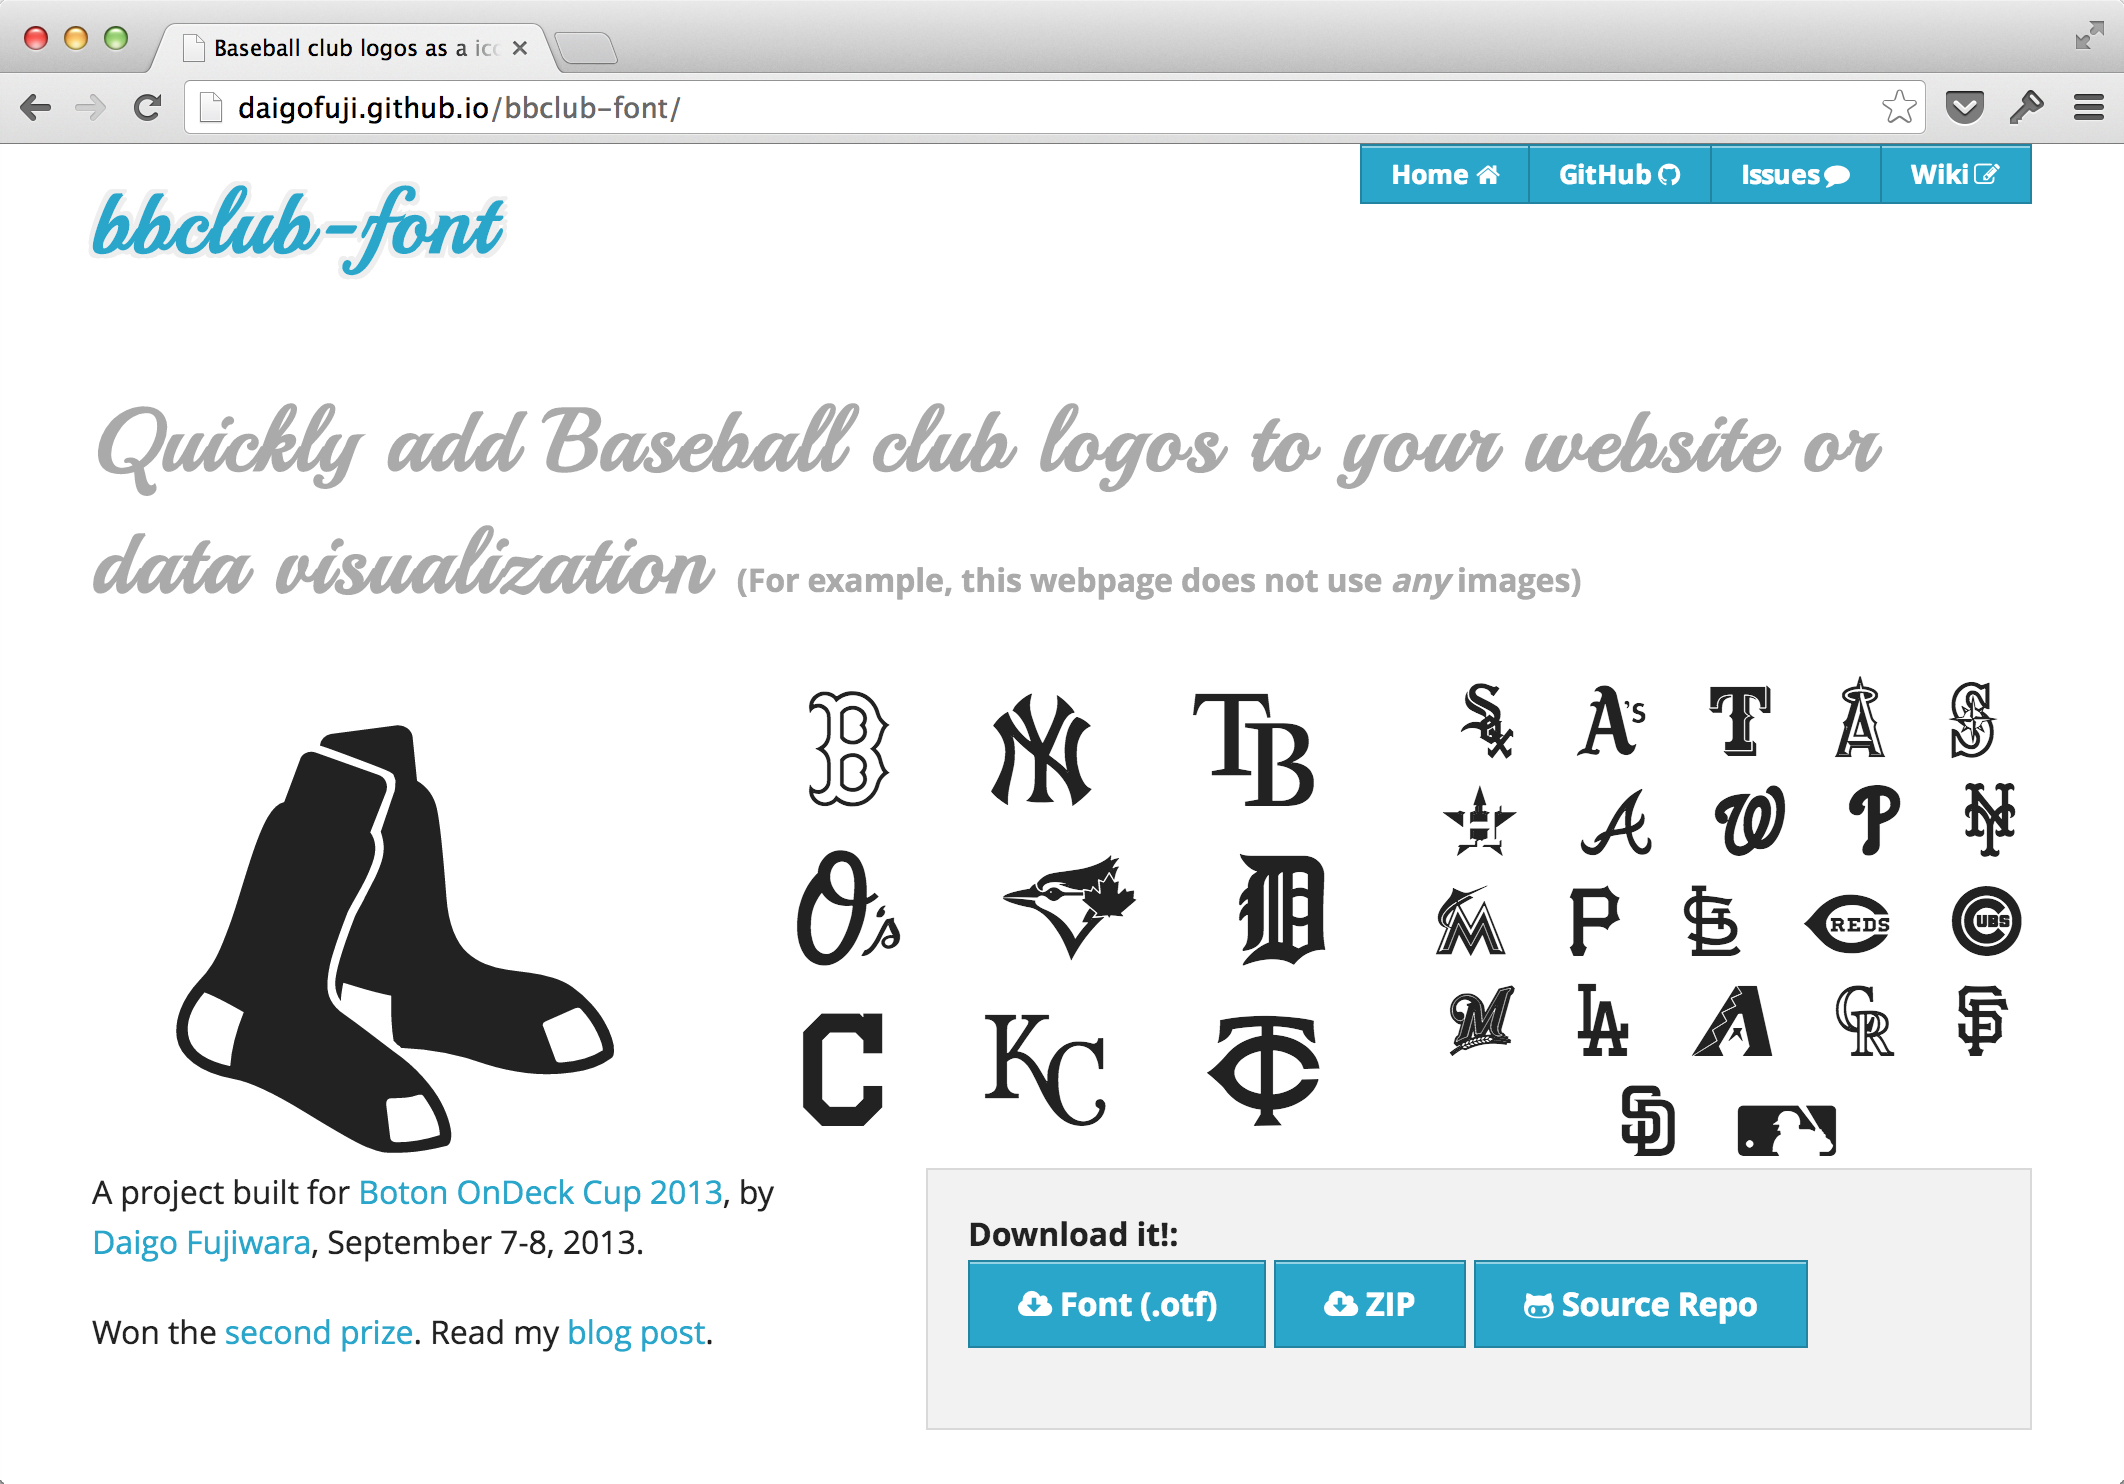 Baseball club logos as a ico
daigofuji.github.io/bbclub-font/
Home GitHub Issues Wiki
bbclub-font
Quickly add Baseball club logos to your website or
data visualization (For example, this webpage does not use any images)
B NY TB
Sox A's T A S
O's D
H A W P NY
M P StL REDS CUBS
C KC TC
M LA A CR SF
SD
A project built for Boton OnDeck Cup 2013, by
Daigo Fujiwara, September 7-8, 2013.
Won the second prize. Read my blog post.
Download it!:
Font (.otf) ZIP Source Repo